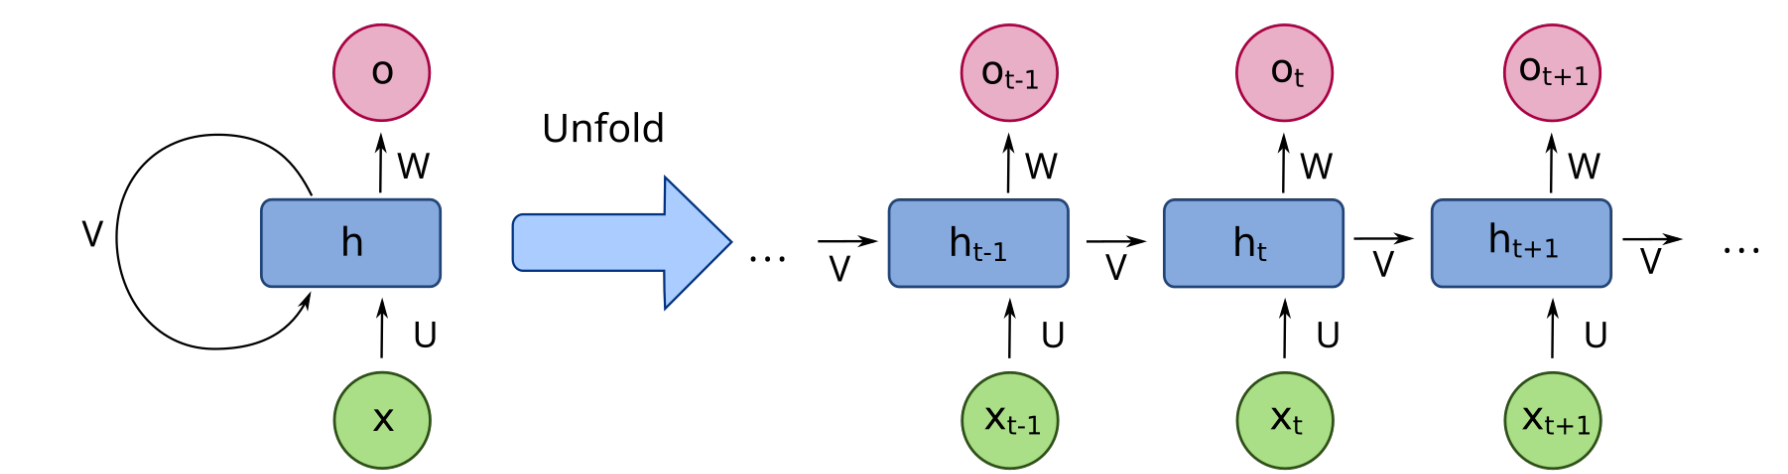 o
Unfold
W
V
h
U
x
o_t-1
o_t
o_t+1
W
W
W
...
V
h_t-1
V
h_t
V
h_t+1
V
...
U
U
U
x_t-1
x_t
x_t+1